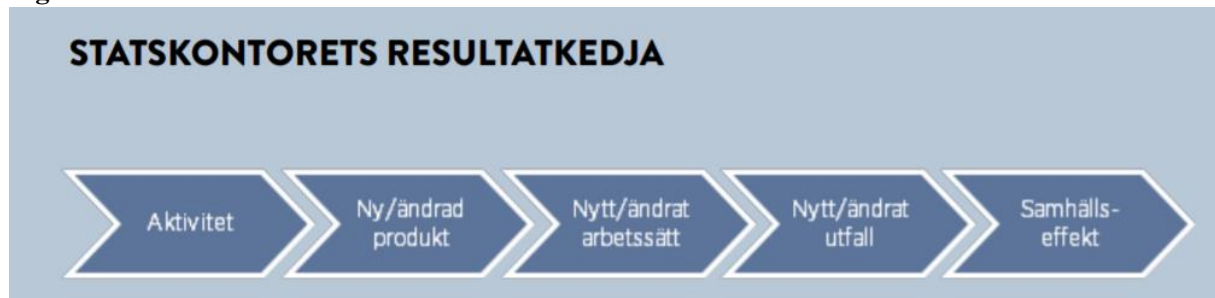 STATSKONTORETS RESULTATKEDJA
Aktivitet
Ny/ändrad
produkt
Nytt/ändrat
arbetssätt
Nytt/ändrat
utfall
Samhälls-
effekt